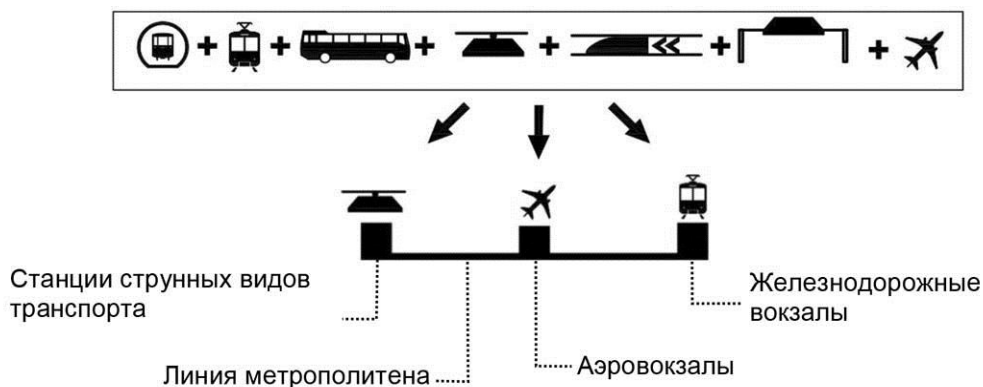 Станции струнных видов
транспорта
Железнодорожные
вокзалы
Линия метрополитена
Аэровокзалы